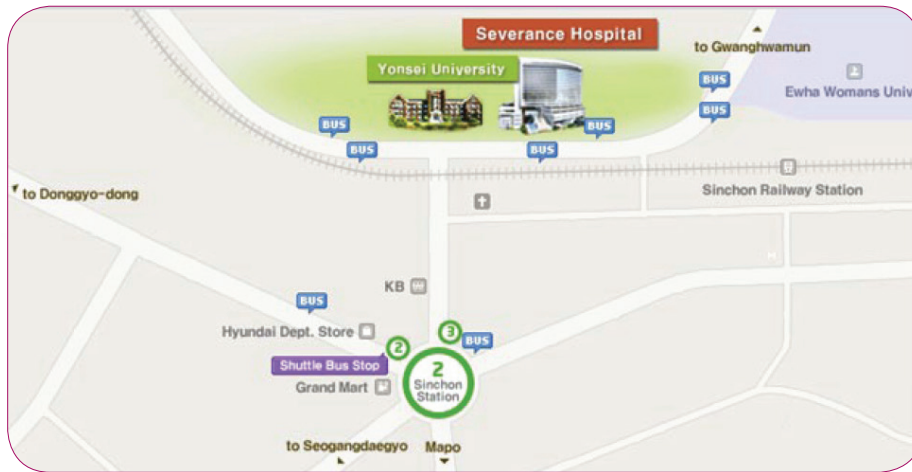 Severance Hospital
to Gwanghwamun
Yonsei University
BUS
Ewha Womans Univ
BUS
BUS
BUS
BUS
BUS
to Donggyo-dong
Sinchon Railway Station
KB
BUS
Hyundai Dept. Store
2
3
BUS
Shuttle Bus Stop
2
Sinchon
Station
Grand Mart
to Seogangdaegyo
Mapo